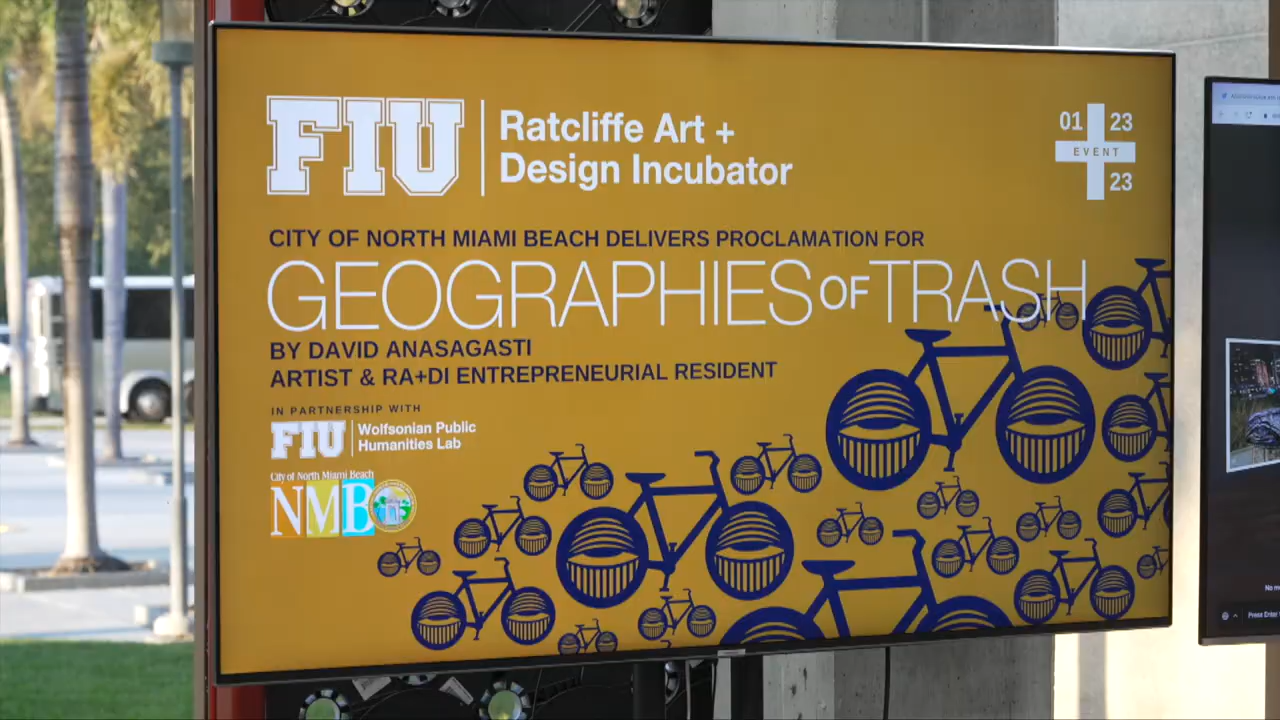 FIU
Ratcliffe Art +
Design Incubator
01 23
EVENT
23
CITY OF NORTH MIAMI BEACH DELIVERS PROCLAMATION FOR
GEOGRAPHIES OF TRASH
BY DAVID ANASAGASTI
ARTIST & RA+DI ENTREPRENEURIAL RESIDENT
IN PARTNERSHIP WITH
FIU
Wolfsonian Public
Humanities Lab
City of North Miami Beach
NMB
Press Enter